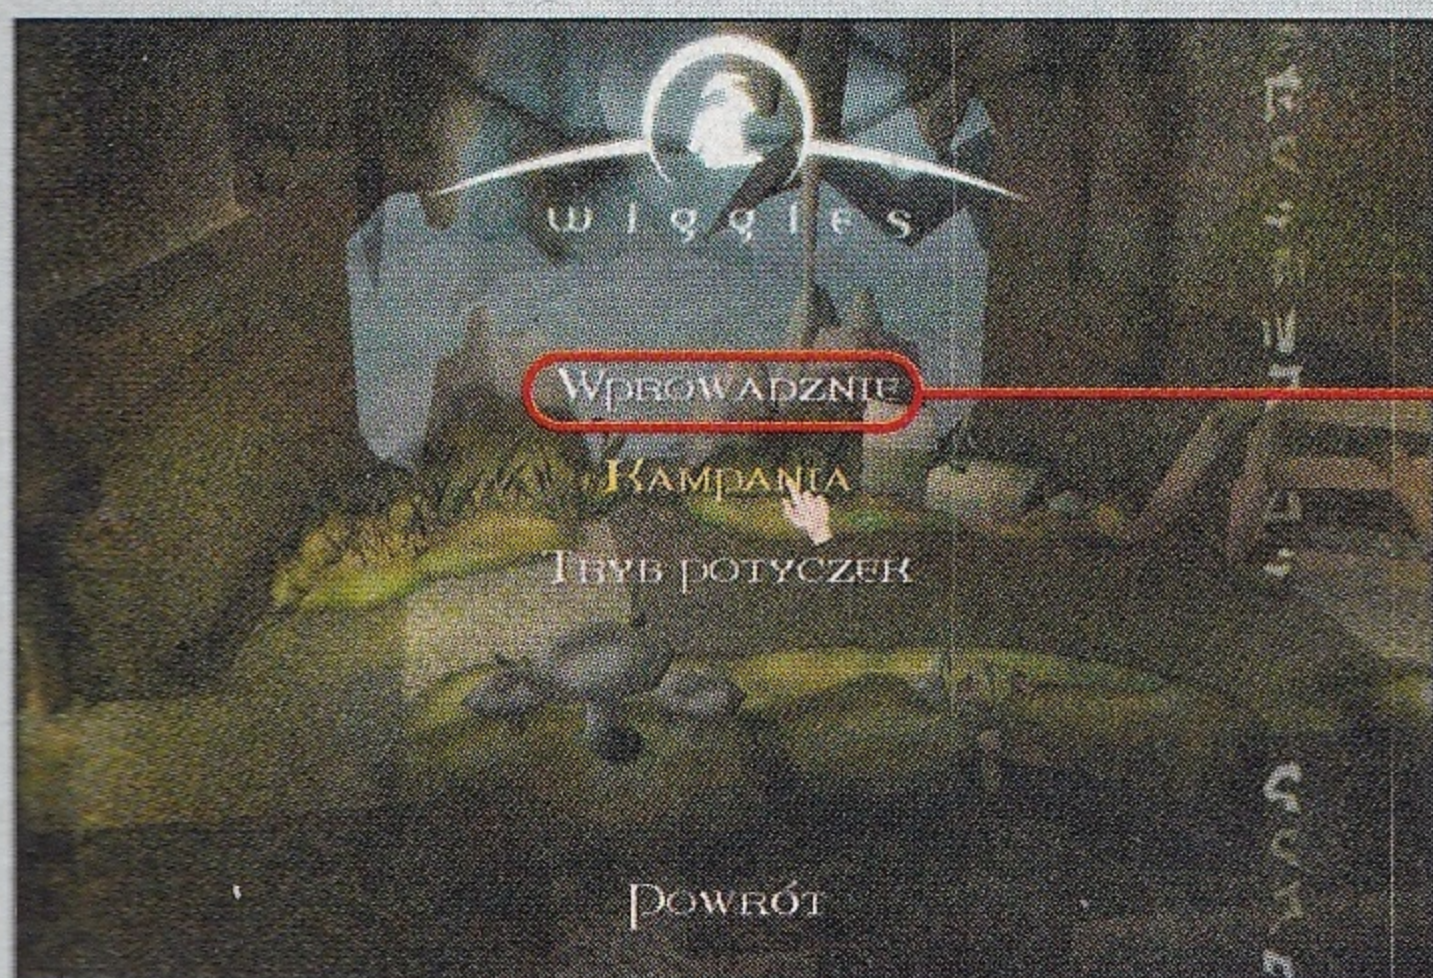 wiggles
Wprowadznie
Kampania
Tryb potyczek
Powrót